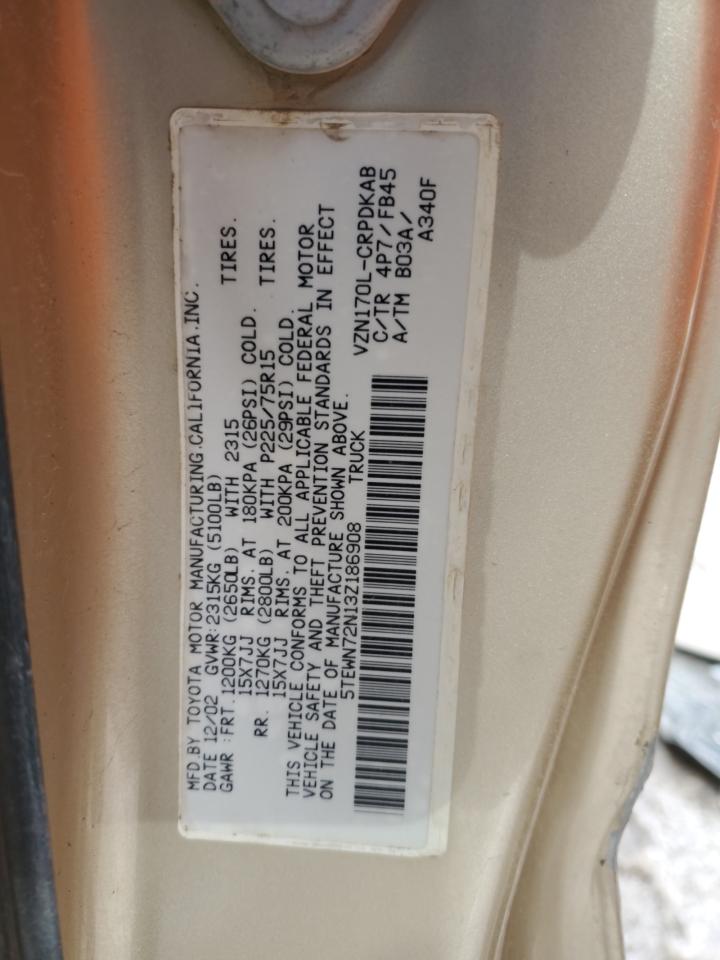 MFD.BY TOYOTA MOTOR MANUFACTURING.CALIFORNIA.INC.
DATE 12/02 GVWR:2315KG (5100LB)
GAWR :FRT.1200KG (2650LB) WITH 2315 TIRES.
15X7JJ RIMS. AT 180KPA (26PSI) COLD.
RR. 1270KG (2800LB) WITH P225/75R15 TIRES.
15X7JJ RIMS. AT 200KPA (29PSI) COLD.
THIS VEHICLE CONFORMS TO ALL APPLICABLE FEDERAL MOTOR
VEHICLE SAFETY AND THEFT PREVENTION STANDARDS IN EFFECT
ON THE DATE OF MANUFACTURE SHOWN ABOVE.
5TEWN72N13Z186908 TRUCK
VZN170L-CRPDKAB
C/TR 4P7/FB45
A/TM B03A/
A340F